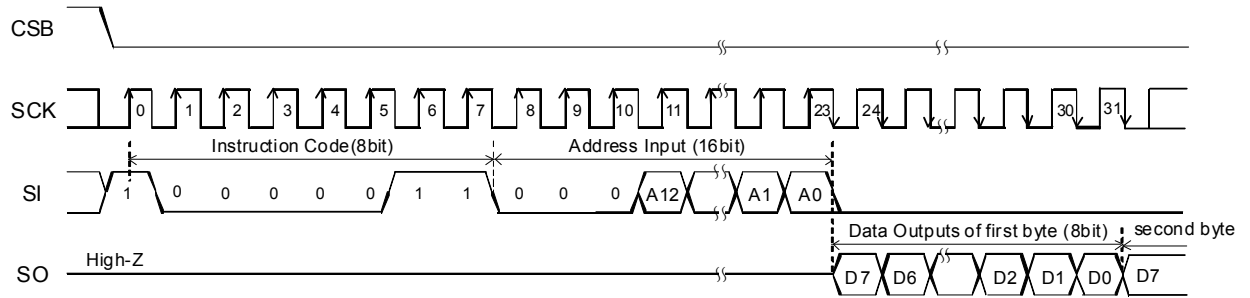 CSB
SCK 0 1 2 3 4 5 6 7 8 9 10 11 23 24 30 31
Instruction Code(8bit) Address Input (16bit)
SI 1 0 0 0 0 0 1 1 0 0 0 A12 A1 A0
Data Outputs of first byte (8bit) second byte
High-Z
SO D7 D6 D2 D1 D0 D7